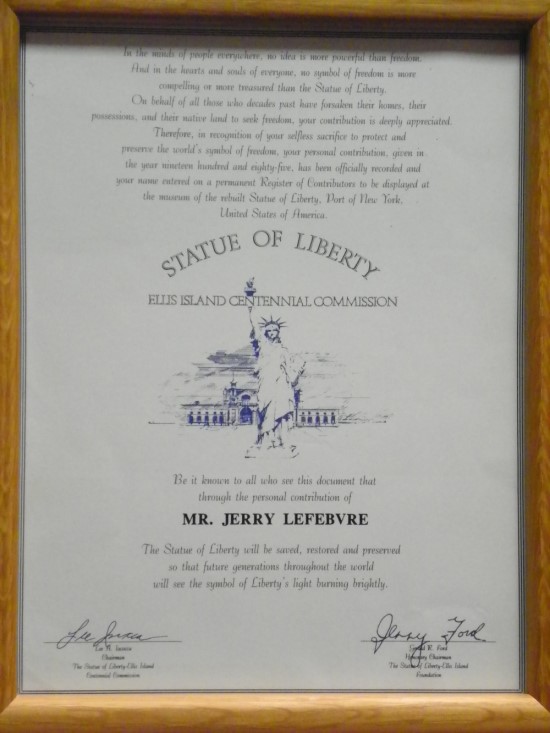 In the minds of people everywhere, no idea is more powerful than freedom.
And in the hearts and souls of everyone, no symbol of freedom is more
compelling or more treasured than the Statue of Liberty.
On behalf of all those who decades past have forsaken their homes, their
possessions, and their native land to seek freedom, your contribution is deeply appreciated.
Therefore, in recognition of your selfless sacrifice to protect and
preserve the world's symbol of freedom, your personal contribution, given in
the year nineteen hundred and eighty-five, has been officially recorded and
your name entered on a permanent Register of Contributors to be displayed at
the museum of the rebuilt Statue of Liberty, Port of New York,
United States of America.
STATUE OF LIBERTY
ELLIS ISLAND CENTENNIAL COMMISSION
Be it known to all who see this document that
through the personal contribution of
MR. JERRY LEFEBVRE
The Statue of Liberty will be saved, restored and preserved
so that future generations throughout the world
will see the symbol of Liberty's light burning brightly.
Lee Iacocca
Lee A. Iacocca
Chairman
The Statue of Liberty-Ellis Island
Centennial Commission
Jerry Ford
Gerald R. Ford
Honorary Chairman
The Statue of Liberty-Ellis Island
Foundation